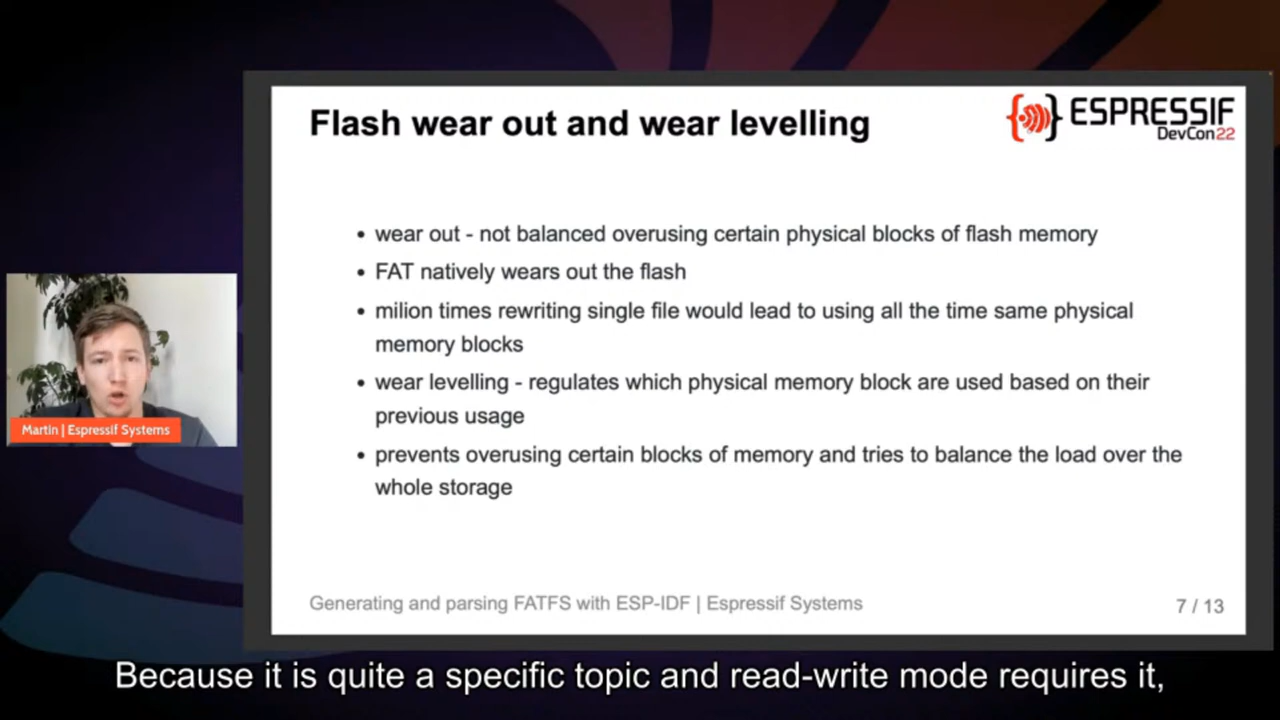 Flash wear out and wear levelling
ESPRESSIF
DevCon22
• wear out - not balanced overusing certain physical blocks of flash memory
• FAT natively wears out the flash
• milion times rewriting single file would lead to using all the time same physical
memory blocks
• wear levelling - regulates which physical memory block are used based on their
previous usage
• prevents overusing certain blocks of memory and tries to balance the load over the
whole storage
Martin | Espressif Systems
Generating and parsing FATFS with ESP-IDF | Espressif Systems
7 / 13
Because it is quite a specific topic and read-write mode requires it,